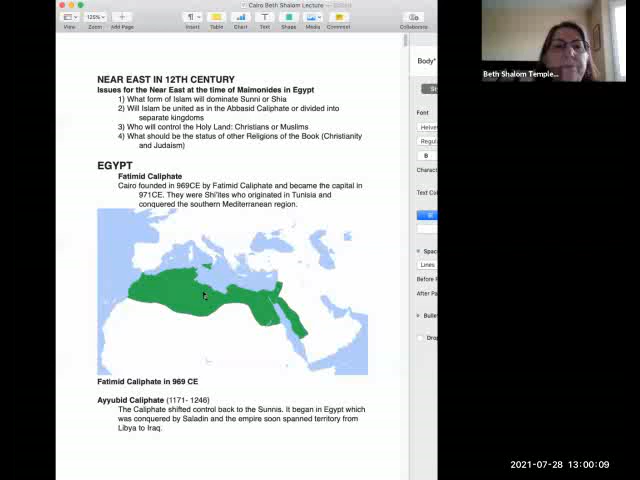 Cairo Beth Shalom Lecture
125%
View
Zoom
Add Page
Insert
Table
Chart
Text
Shape
Media
Comment
Collaborate
NEAR EAST IN 12TH CENTURY
Issues for the Near East at the time of Maimonides in Egypt
1) What form of Islam will dominate Sunni or Shia
2) Will Islam be united as in the Abbasid Caliphate or divided into
separate kingdoms
3) Who will control the Holy Land: Christians or Muslims
4) What should be the status of other Religions of the Book (Christianity
and Judaism)
EGYPT
Fatimid Caliphate
Cairo founded in 969CE by Fatimid Caliphate and became the capital in
971CE. They were Shi'ites who originated in Tunisia and
conquered the southern Mediterranean region.
Fatimid Caliphate in 969 CE
Ayyubid Caliphate (1171- 1246)
The Caliphate shifted control back to the Sunnis. It began in Egypt which
was conquered by Saladin and the empire soon spanned territory from
Libya to Iraq.
Body*
Font
B
Text Col
Lines
Before P
After Pa
Beth Shalom Temple...
2021-07-28 13:00:09